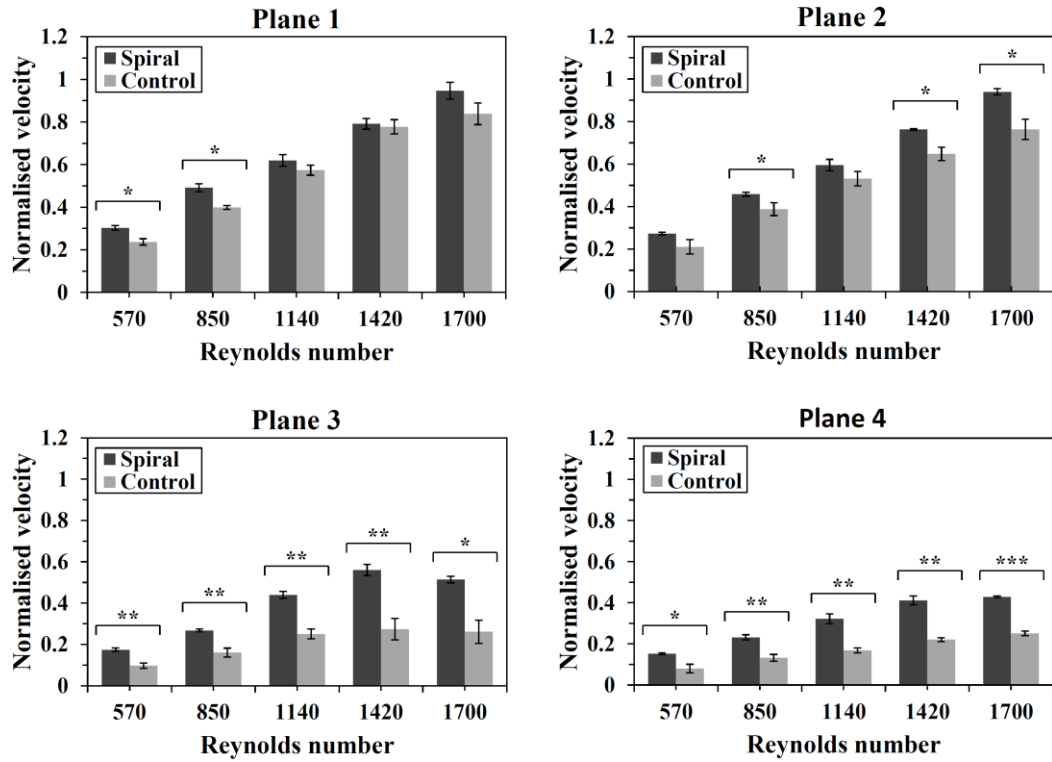 Plane 1
Normalised velocity
1.2
1
0.8
0.6
0.4
0.2
0
Spiral
Control
*
*
570 850 1140 1420 1700
Reynolds number
Plane 2
Normalised velocity
1.2
1
0.8
0.6
0.4
0.2
0
Spiral
Control
*
*
*
570 850 1140 1420 1700
Reynolds number
Plane 3
Normalised velocity
1.2
1
0.8
0.6
0.4
0.2
0
Spiral
Control
**
**
**
**
*
570 850 1140 1420 1700
Reynolds number
Plane 4
Normalised velocity
1.2
1
0.8
0.6
0.4
0.2
0
Spiral
Control
*
**
**
**
***
570 850 1140 1420 1700
Reynolds number